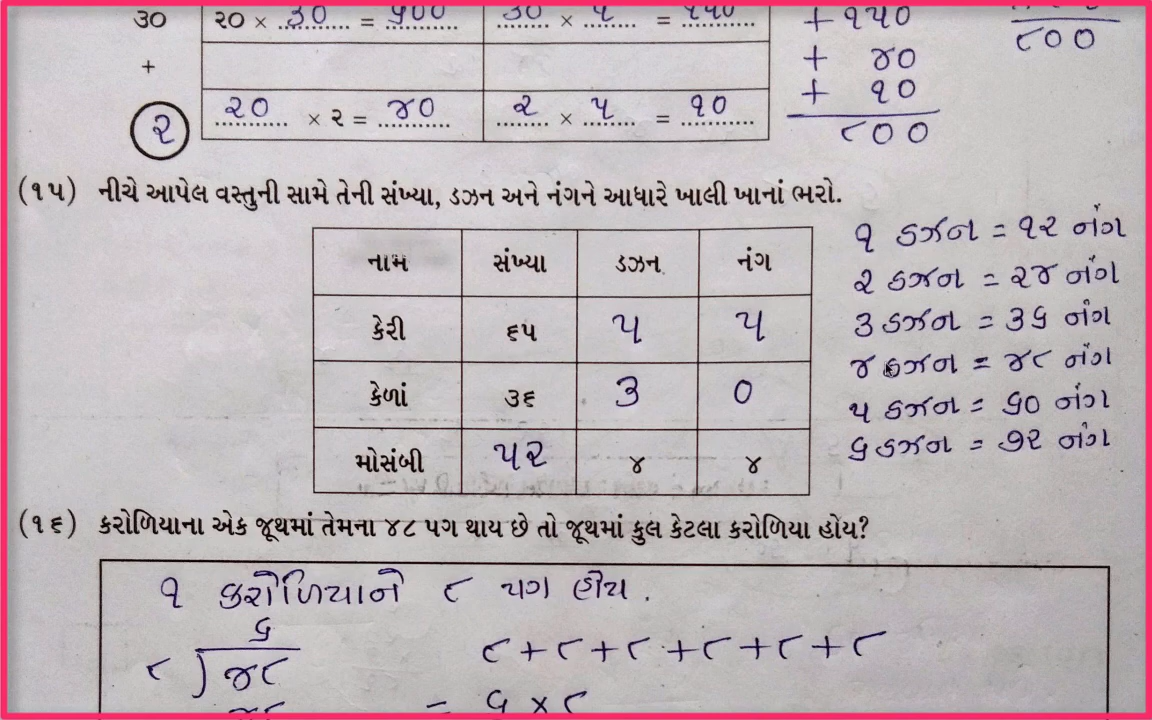 ૩૦ ૨૦ × ૩૦ = ૬૦૦ ૩૦ × ૫ = ૧૫૦
+ ૧૫૦
૮૦૦
+
+ ૪૦
+ ૧૦
૨ ૨૦ × ૨ = ૪૦ ૨ × ૫ = ૧૦
૮૦૦
(૧૫) નીચે આપેલ વસ્તુની સામે તેની સંખ્યા, ડઝન અને નંગને આધારે ખાલી ખાનાં ભરો.
નામ સંખ્યા ડઝન નંગ
કેરી ૬૫ ૫ ૫
કેળાં ૩૬ ૩ ૦
મોસંબી ૫૨ ૪ ૪
૧ ડઝન = ૧૨ નંગ
૨ ડઝન = ૨૪ નંગ
૩ ડઝન = ૩૬ નંગ
૪ ડઝન = ૪૮ નંગ
૫ ડઝન = ૬૦ નંગ
૬ ડઝન = ૭૨ નંગ
(૧૬) કરોળિયાના એક જૂથમાં તેમના ૪૮ પગ થાય છે તો જૂથમાં કુલ કેટલા કરોળિયા હોય?
૧ કરોળિયાને ૮ પગ હોય.
૬
૮ ) ૪૮ ૮ + ૮ + ૮ + ૮ + ૮ + ૮
૪૮ = ૬ × ૮